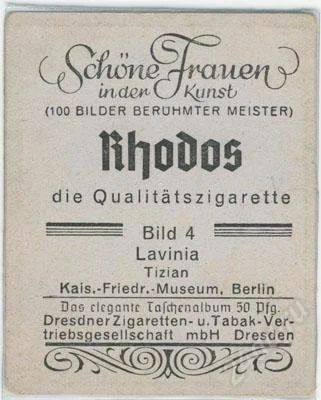 Schöne Frauen
in der Kunst
(100 BILDER BERÜHMTER MEISTER)
Rhodos
die Qualitätszigarette
Bild 4
Lavinia
Tizian
Kais.-Friedr.-Museum, Berlin
Das elegante Taschenalbum 50 Pfg.
Dresdner Zigaretten- u. Tabak-Ver-
triebsgesellschaft mbH Dresden